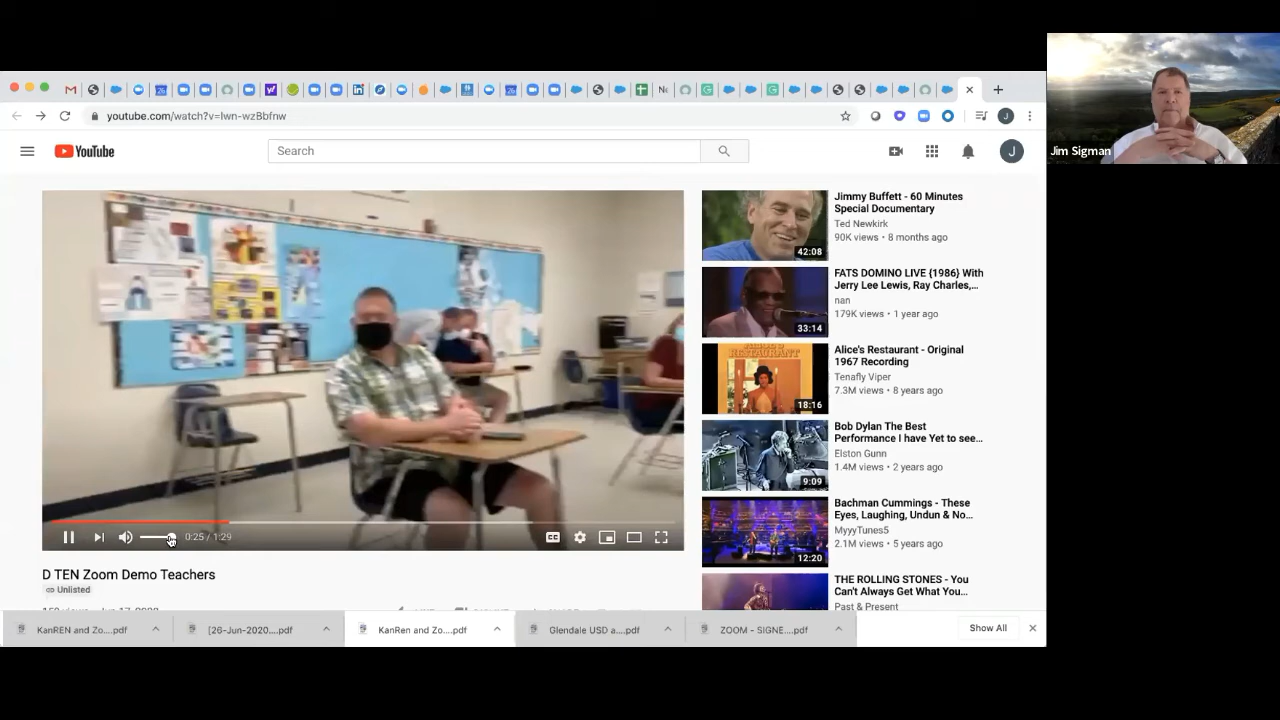 youtube.com/watch?v=lwn-wzBbfnw
YouTube
Search
J
J
Jim Sigman
0:25 / 1:29
D TEN Zoom Demo Teachers
Unlisted
42:08
Jimmy Buffett - 60 Minutes
Special Documentary
Ted Newkirk
90K views • 8 months ago
33:14
FATS DOMINO LIVE {1986} With
Jerry Lee Lewis, Ray Charles,...
nan
179K views • 1 year ago
18:16
Alice's Restaurant - Original
1967 Recording
Tenafly Viper
7.3M views • 8 years ago
9:09
Bob Dylan The Best
Performance I have Yet to see...
Elston Gunn
1.4M views • 2 years ago
12:20
Bachman Cummings - These
Eyes, Laughing, Undun & No...
MyyyTunes5
2.1M views • 5 years ago
THE ROLLING STONES - You
Can't Always Get What You...
Past & Present
KanREN and Zo....pdf
[26-Jun-2020....pdf
KanRen and Zo....pdf
Glendale USD a....pdf
ZOOM - SIGNE....pdf
Show All